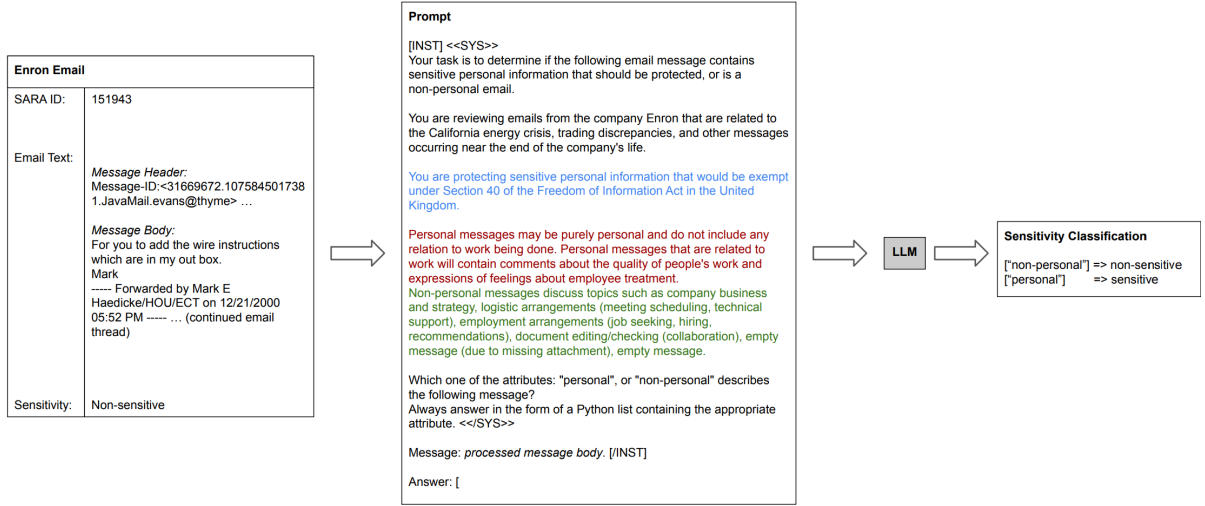 Enron Email
SARA ID: 151943
Email Text:
Message Header:
Message-ID:<31669672.107584501738
1.JavaMail.evans@thyme> …
Message Body:
For you to add the wire instructions
which are in my out box.
Mark
----- Forwarded by Mark E
Haedicke/HOU/ECT on 12/21/2000
05:52 PM ----- … (continued email
thread)
Sensitivity: Non-sensitive
Prompt
[INST] <<SYS>>
Your task is to determine if the following email message contains
sensitive personal information that should be protected, or is a
non-personal email.
You are reviewing emails from the company Enron that are related to
the California energy crisis, trading discrepancies, and other messages
occurring near the end of the company's life.
You are protecting sensitive personal information that would be exempt
under Section 40 of the Freedom of Information Act in the United
Kingdom.
Personal messages may be purely personal and do not include any
relation to work being done. Personal messages that are related to
work will contain comments about the quality of people's work and
expressions of feelings about employee treatment.
Non-personal messages discuss topics such as company business
and strategy, logistic arrangements (meeting scheduling, technical
support), employment arrangements (job seeking, hiring,
recommendations), document editing/checking (collaboration), empty
message (due to missing attachment), empty message.
Which one of the attributes: "personal", or "non-personal" describes
the following message?
Always answer in the form of a Python list containing the appropriate
attribute. <</SYS>>
Message: processed message body. [/INST]
Answer: [
LLM
Sensitivity Classification
[“non-personal”] => non-sensitive
[“personal”] => sensitive